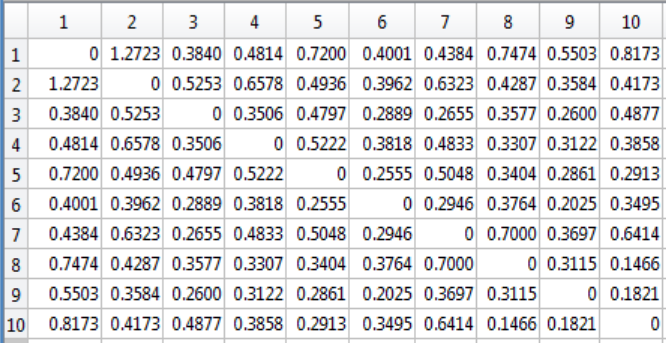 1 2 3 4 5 6 7 8 9 10
1 0 1.2723 0.3840 0.4814 0.7200 0.4001 0.4384 0.7474 0.5503 0.8173
2 1.2723 0 0.5253 0.6578 0.4936 0.3962 0.6323 0.4287 0.3584 0.4173
3 0.3840 0.5253 0 0.3506 0.4797 0.2889 0.2655 0.3577 0.2600 0.4877
4 0.4814 0.6578 0.3506 0 0.5222 0.3818 0.4833 0.3307 0.3122 0.3858
5 0.7200 0.4936 0.4797 0.5222 0 0.2555 0.5048 0.3404 0.2861 0.2913
6 0.4001 0.3962 0.2889 0.3818 0.2555 0 0.2946 0.3764 0.2025 0.3495
7 0.4384 0.6323 0.2655 0.4833 0.5048 0.2946 0 0.7000 0.3697 0.6414
8 0.7474 0.4287 0.3577 0.3307 0.3404 0.3764 0.7000 0 0.3115 0.1466
9 0.5503 0.3584 0.2600 0.3122 0.2861 0.2025 0.3697 0.3115 0 0.1821
10 0.8173 0.4173 0.4877 0.3858 0.2913 0.3495 0.6414 0.1466 0.1821 0